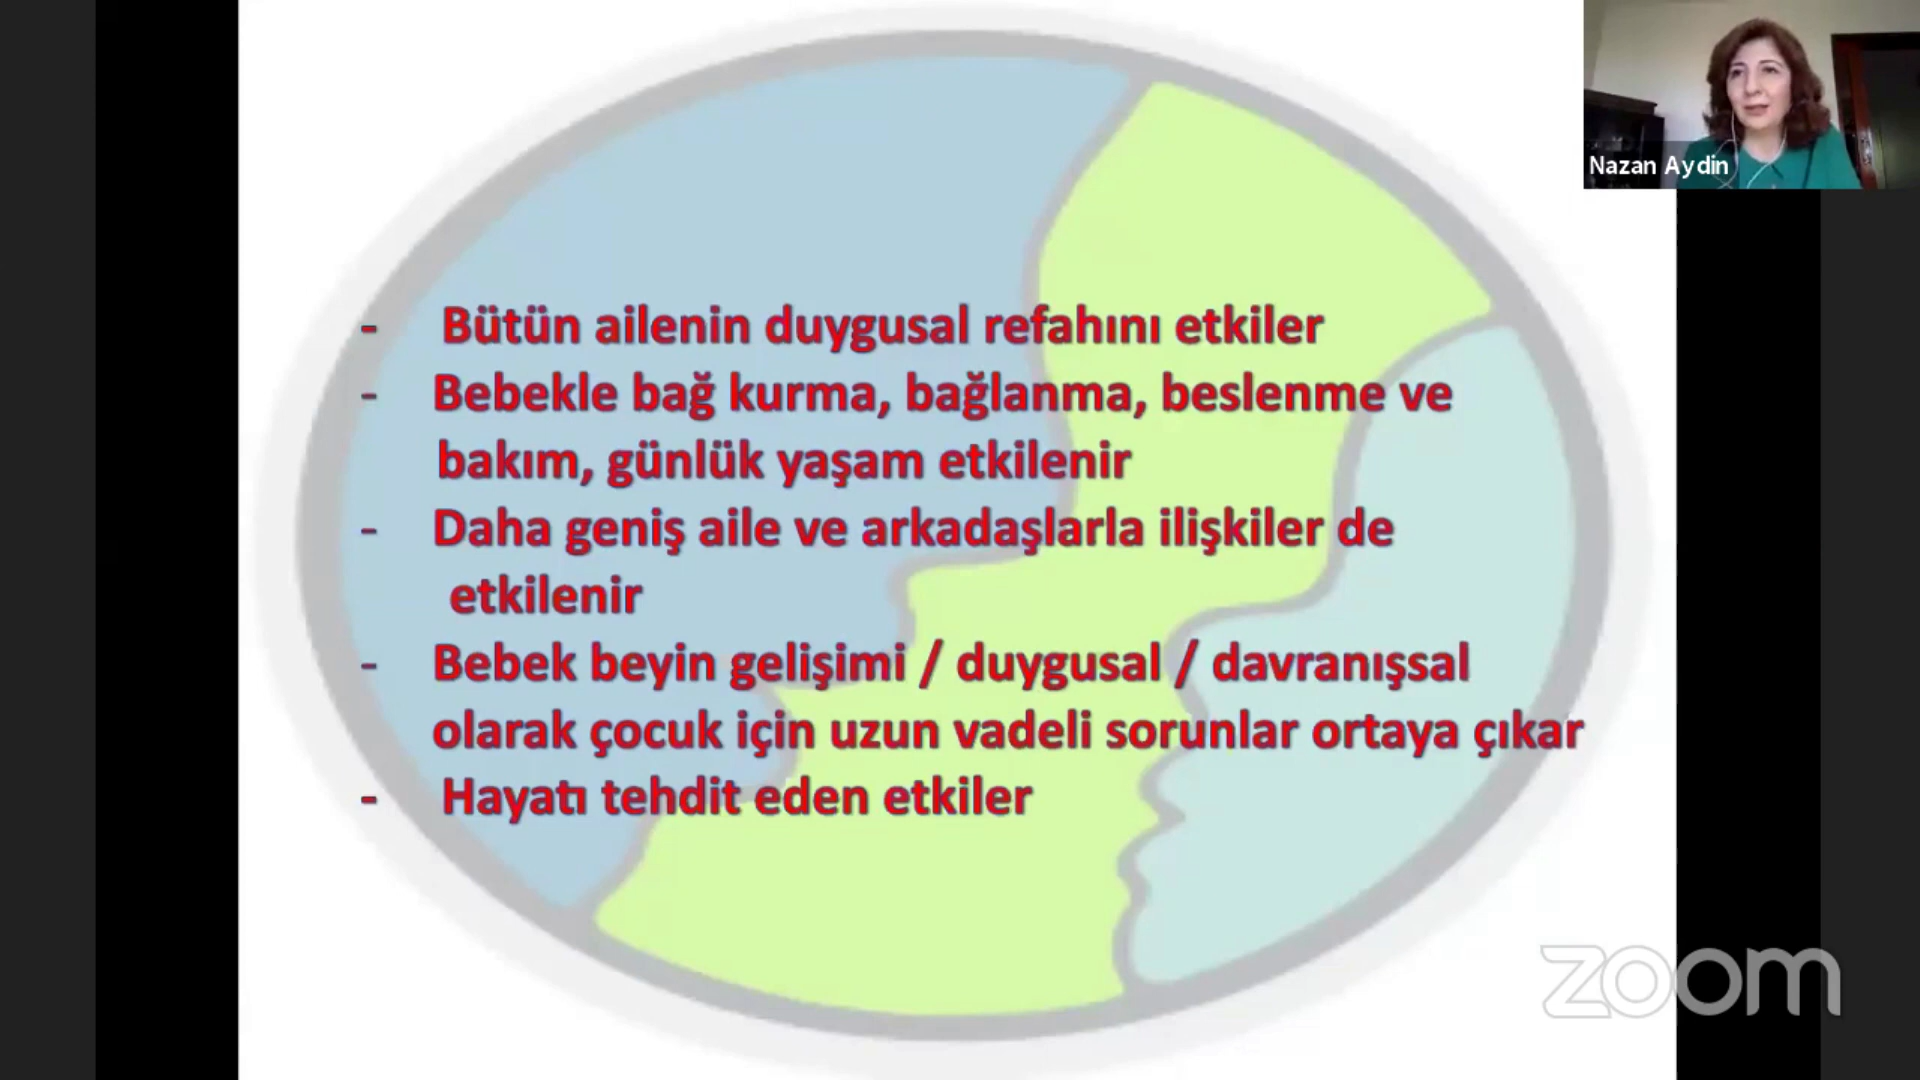 Nazan Aydin
- Bütün ailenin duygusal refahını etkiler
- Bebekle bağ kurma, bağlanma, beslenme ve
bakım, günlük yaşam etkilenir
- Daha geniş aile ve arkadaşlarla ilişkiler de
etkilenir
- Bebek beyin gelişimi / duygusal / davranışsal
olarak çocuk için uzun vadeli sorunlar ortaya çıkar
- Hayatı tehdit eden etkiler
zoom